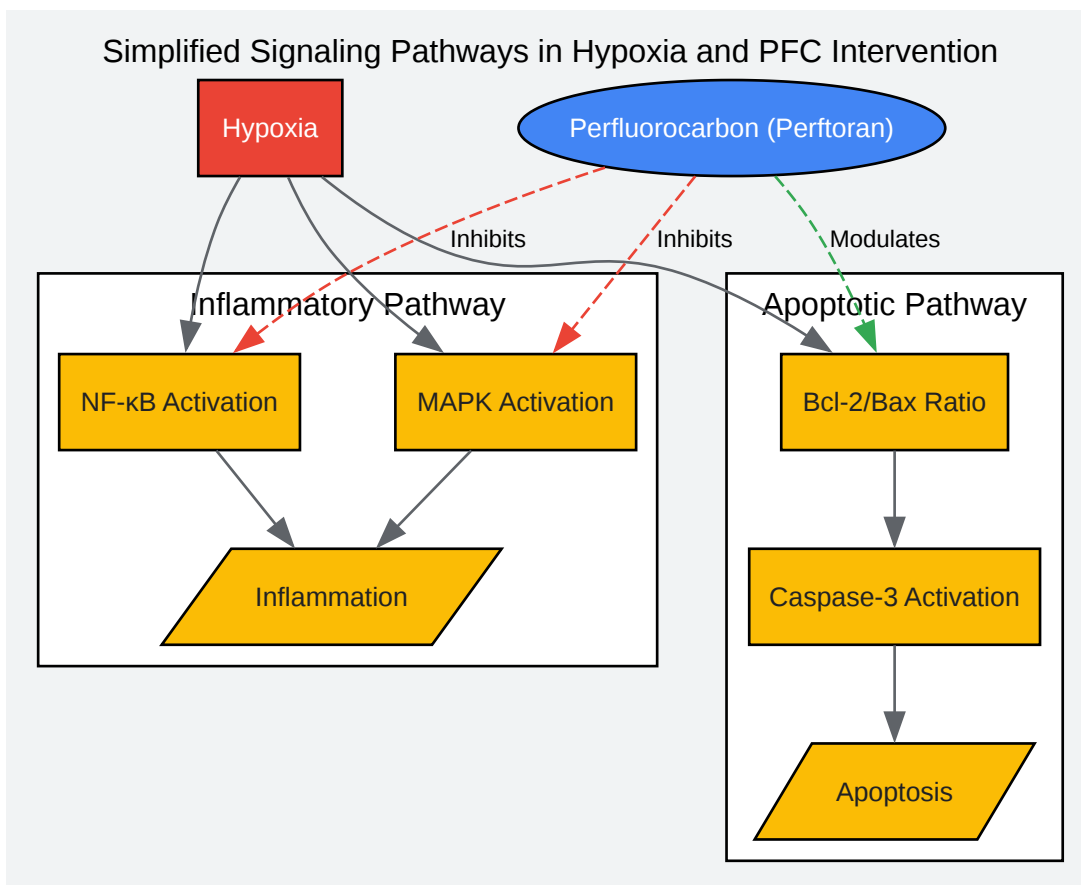 Simplified Signaling Pathways in Hypoxia and PFC Intervention
Hypoxia
Perfluorocarbon (Perftoran)
Inhibits
Inhibits
Modulates
Inflammatory Pathway
Apoptotic Pathway
NF-κB Activation
MAPK Activation
Bcl-2/Bax Ratio
Inflammation
Caspase-3 Activation
Apoptosis